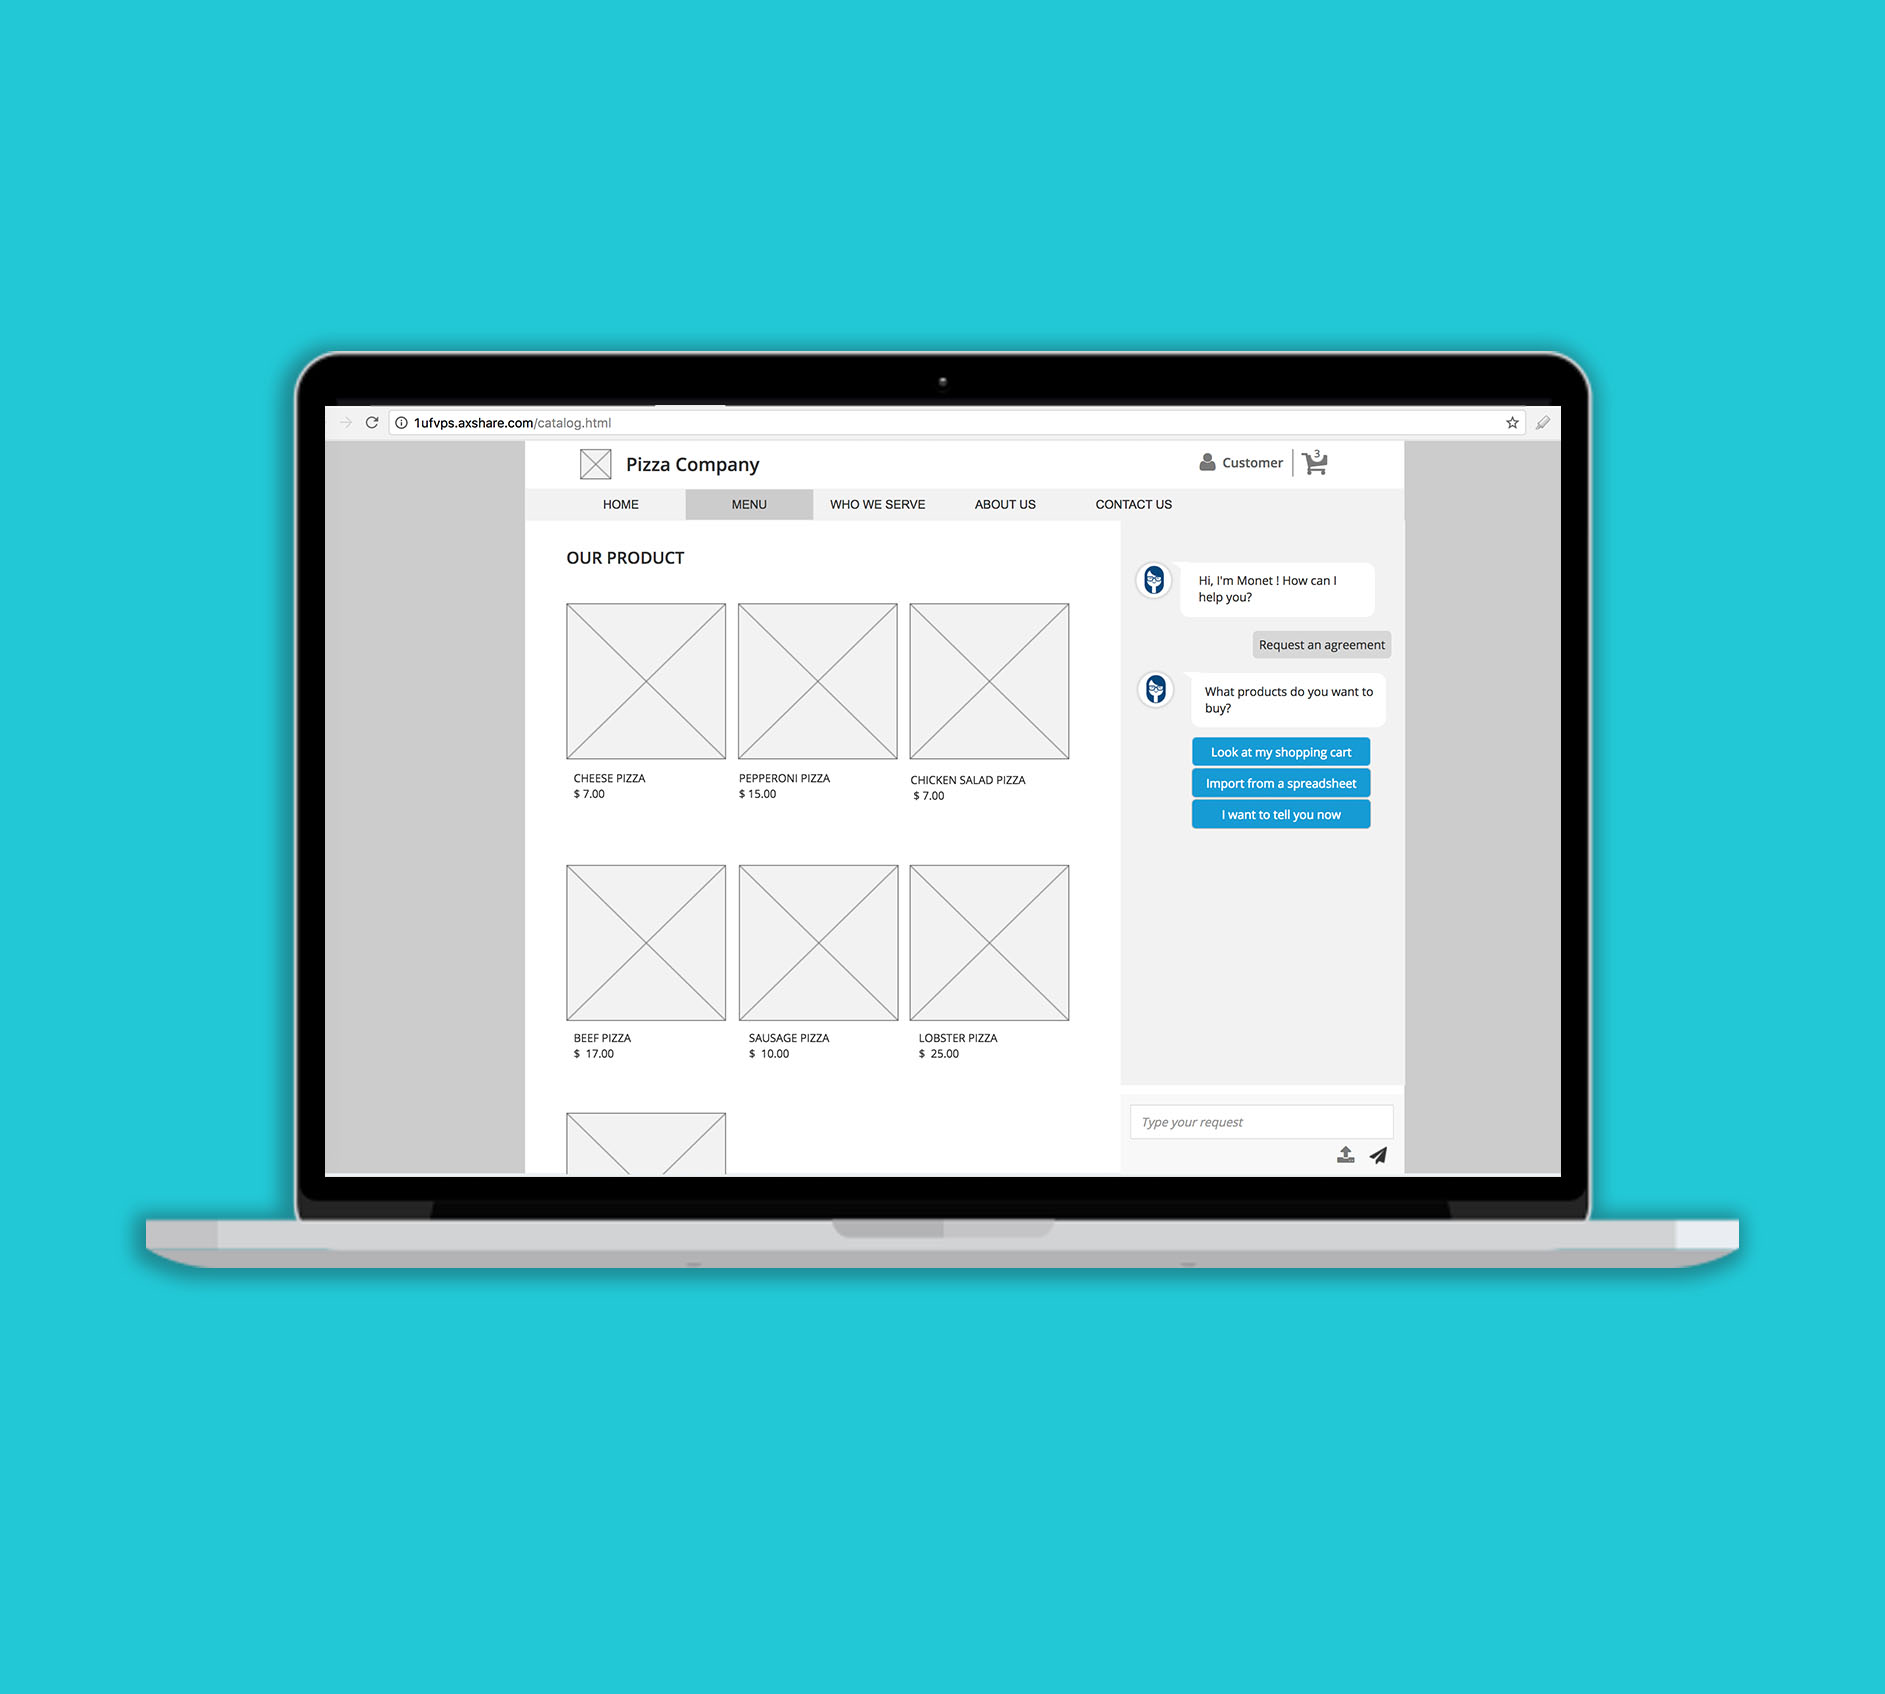 1ufvps.axshare.com/catalog.html
Pizza Company
Customer
3
HOME MENU WHO WE SERVE ABOUT US CONTACT US
OUR PRODUCT
CHEESE PIZZA
$ 7.00
PEPPERONI PIZZA
$ 15.00
CHICKEN SALAD PIZZA
$ 7.00
BEEF PIZZA
$ 17.00
SAUSAGE PIZZA
$ 10.00
LOBSTER PIZZA
$ 25.00
Hi, I'm Monet ! How can I
help you?
Request an agreement
What products do you want to
buy?
Look at my shopping cart
Import from a spreadsheet
I want to tell you now
Type your request